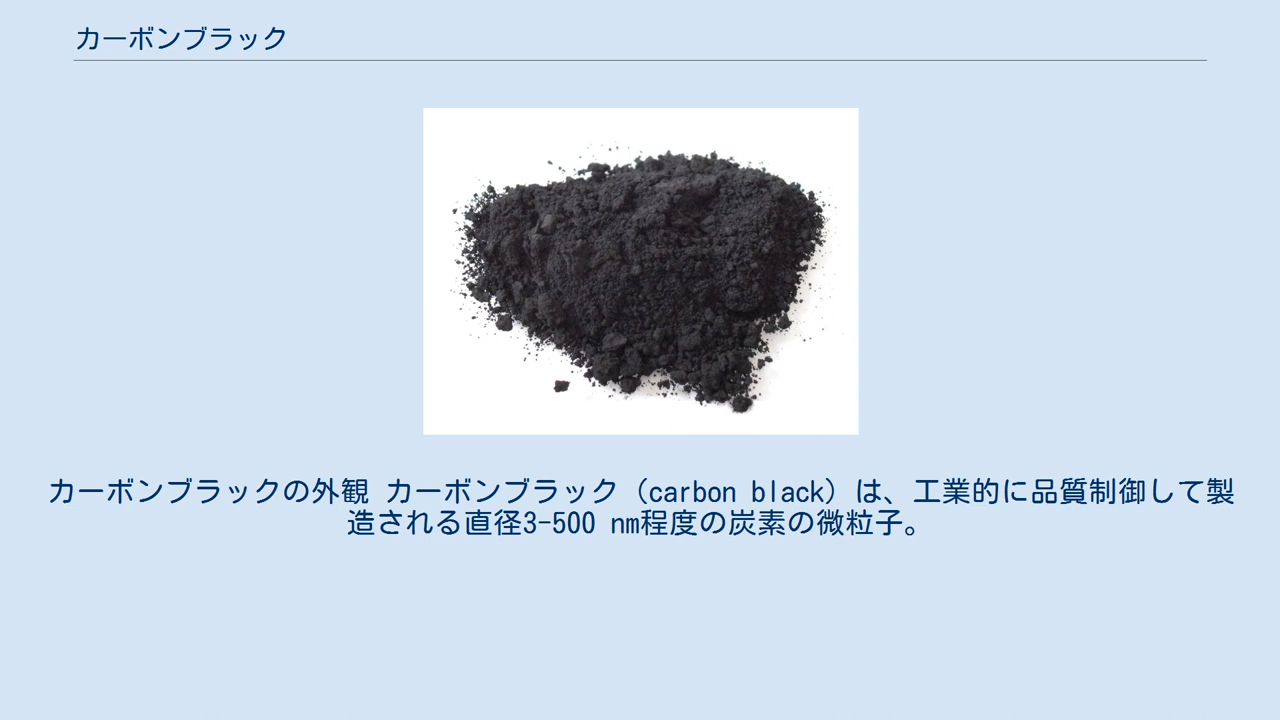 カーボンブラック
カーボンブラックの外観 カーボンブラック（carbon black）は、工業的に品質制御して製
造される直径3-500 nm程度の炭素の微粒子。